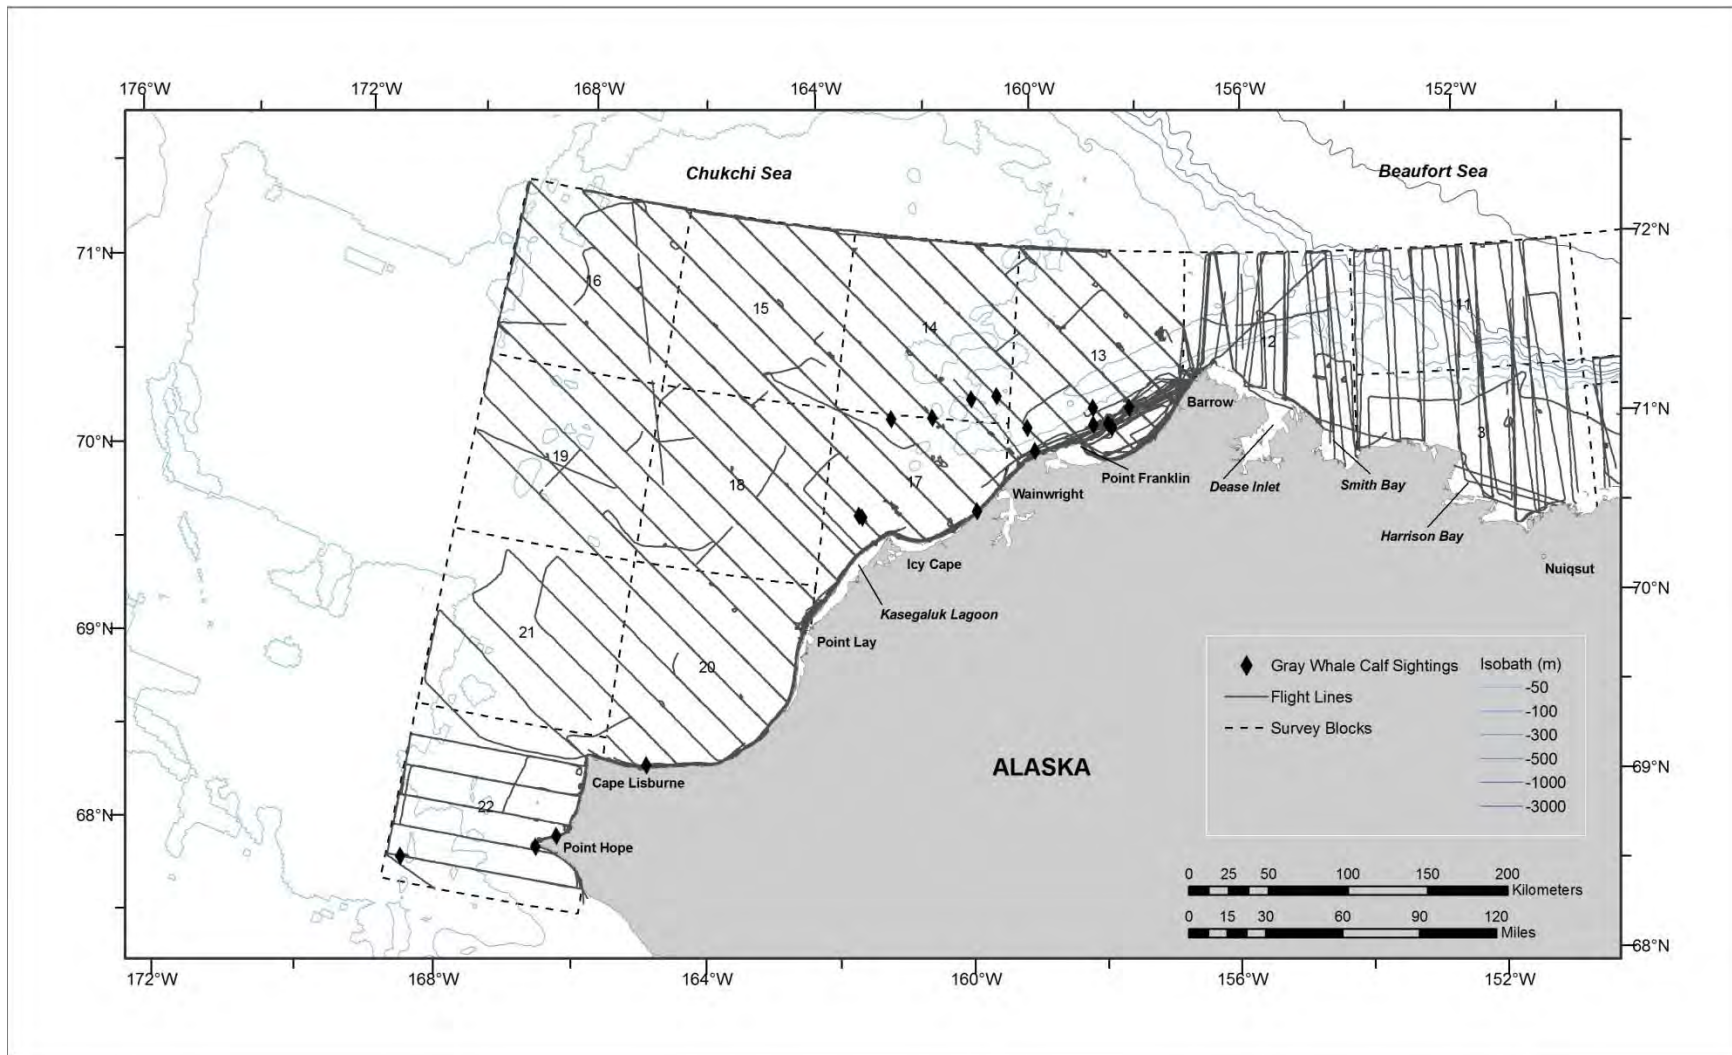 176°W 172°W 168°W 164°W 160°W 156°W 152°W
Chukchi Sea
Beaufort Sea
72°N
71°N
16
15
14
13
12
11
71°N
Barrow
3
70°N
19
18
17
Point Franklin
Wainwright
Dease Inlet
Smith Bay
Harrison Bay
Icy Cape
Nuiqsut
70°N
Kasegaluk Lagoon
69°N
21
Point Lay
20
Gray Whale Calf Sightings
Flight Lines
Survey Blocks
Isobath (m)
-50
-100
-300
-500
-1000
-3000
ALASKA
69°N
Cape Lisburne
22
68°N
Point Hope
0 25 50 100 150 200
Kilometers
0 15 30 60 90 120
Miles
68°N
172°W 168°W 164°W 160°W 156°W 152°W